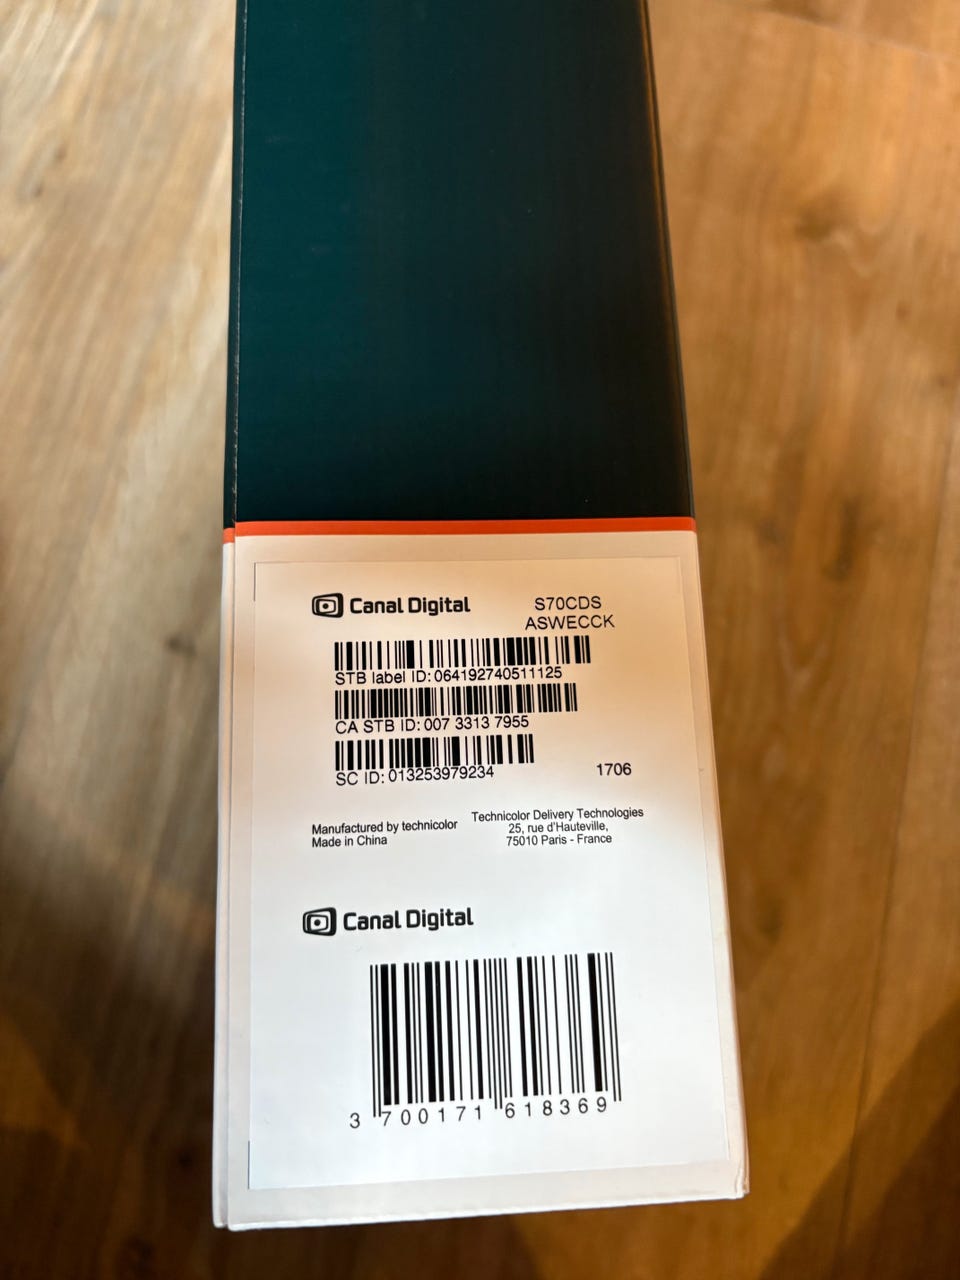 Canal Digital
S70CDS
ASWECCK
STB label ID: 064192740511125
CA STB ID: 007 3313 7955
SC ID: 013253979234
1706
Manufactured by technicolor
Made in China
Technicolor Delivery Technologies
25, rue d'Hauteville,
75010 Paris - France
Canal Digital
3 700171 618369